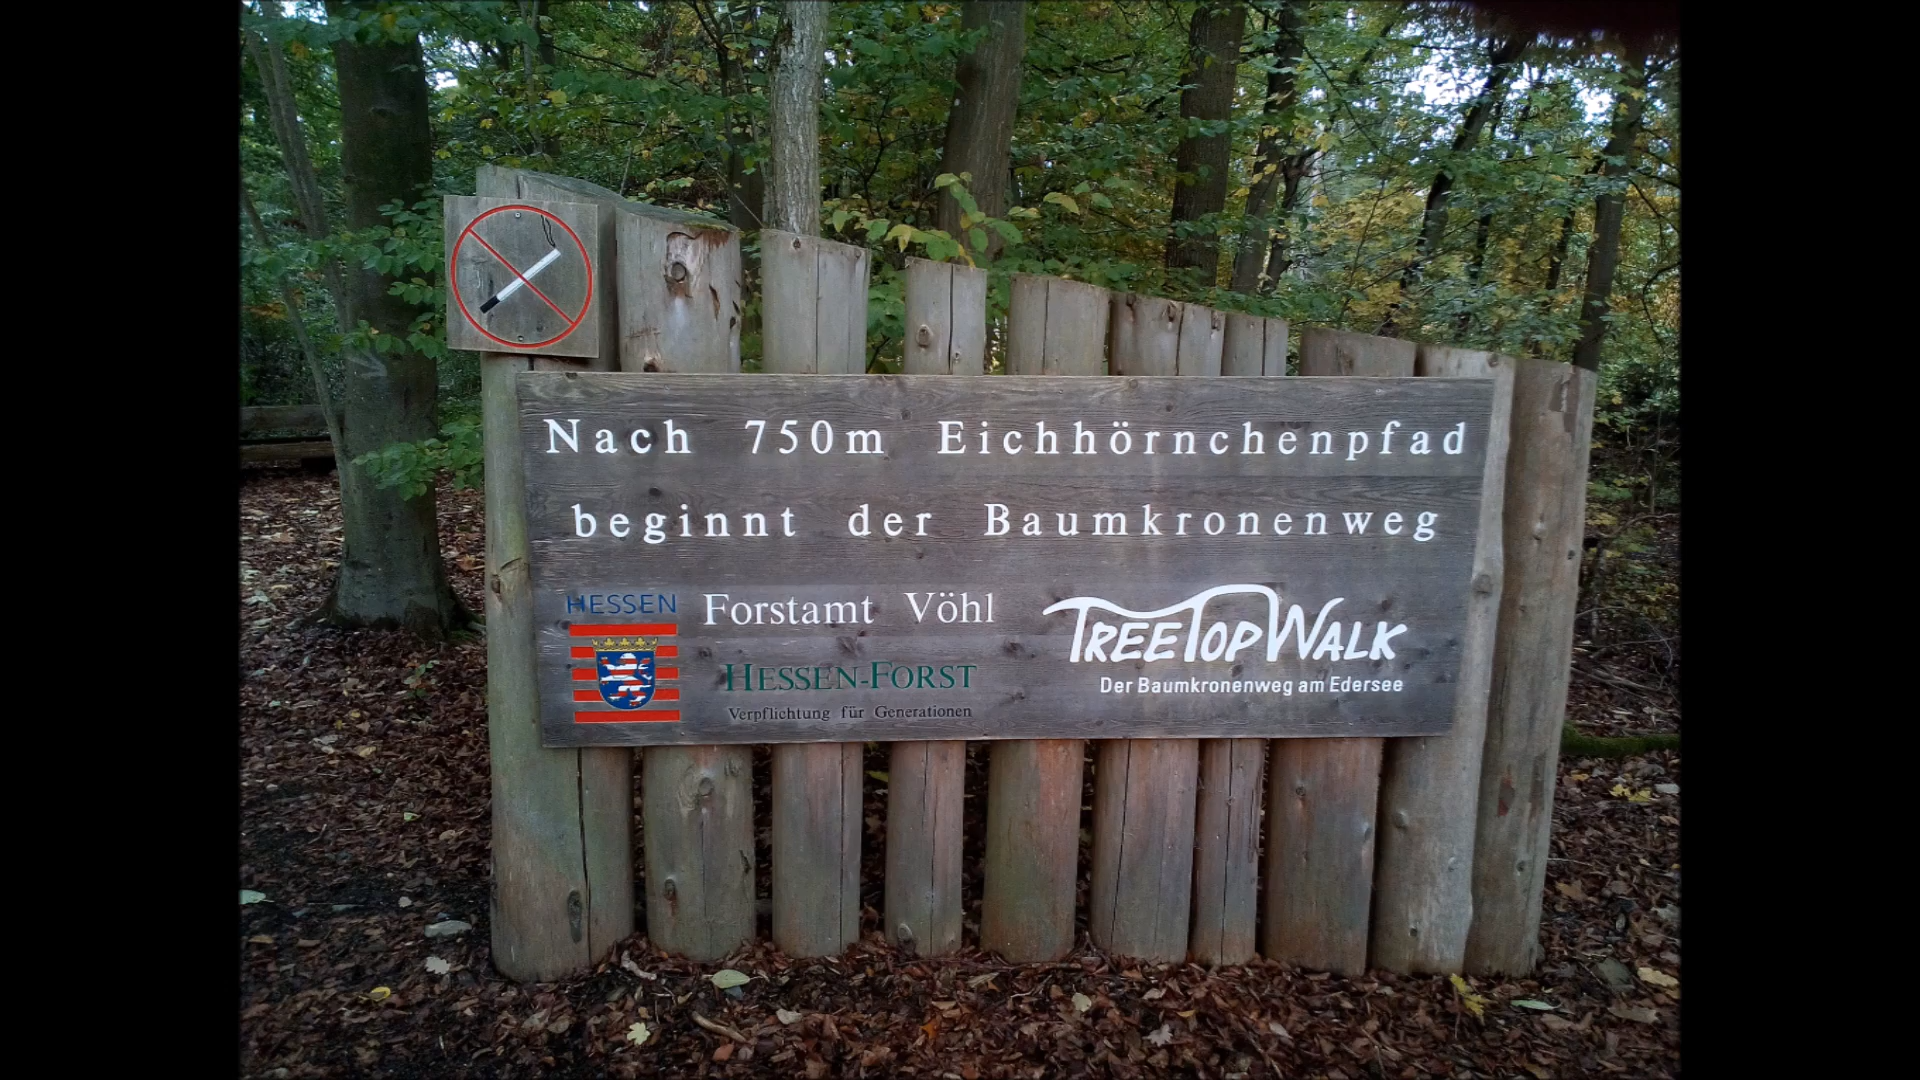 Nach 750m Eichhörnchenpfad
beginnt der Baumkronenweg
HESSEN
Forstamt Vöhl
HESSEN-FORST
Verpflichtung für Generationen
TREETOPWALK
Der Baumkronenweg am Edersee